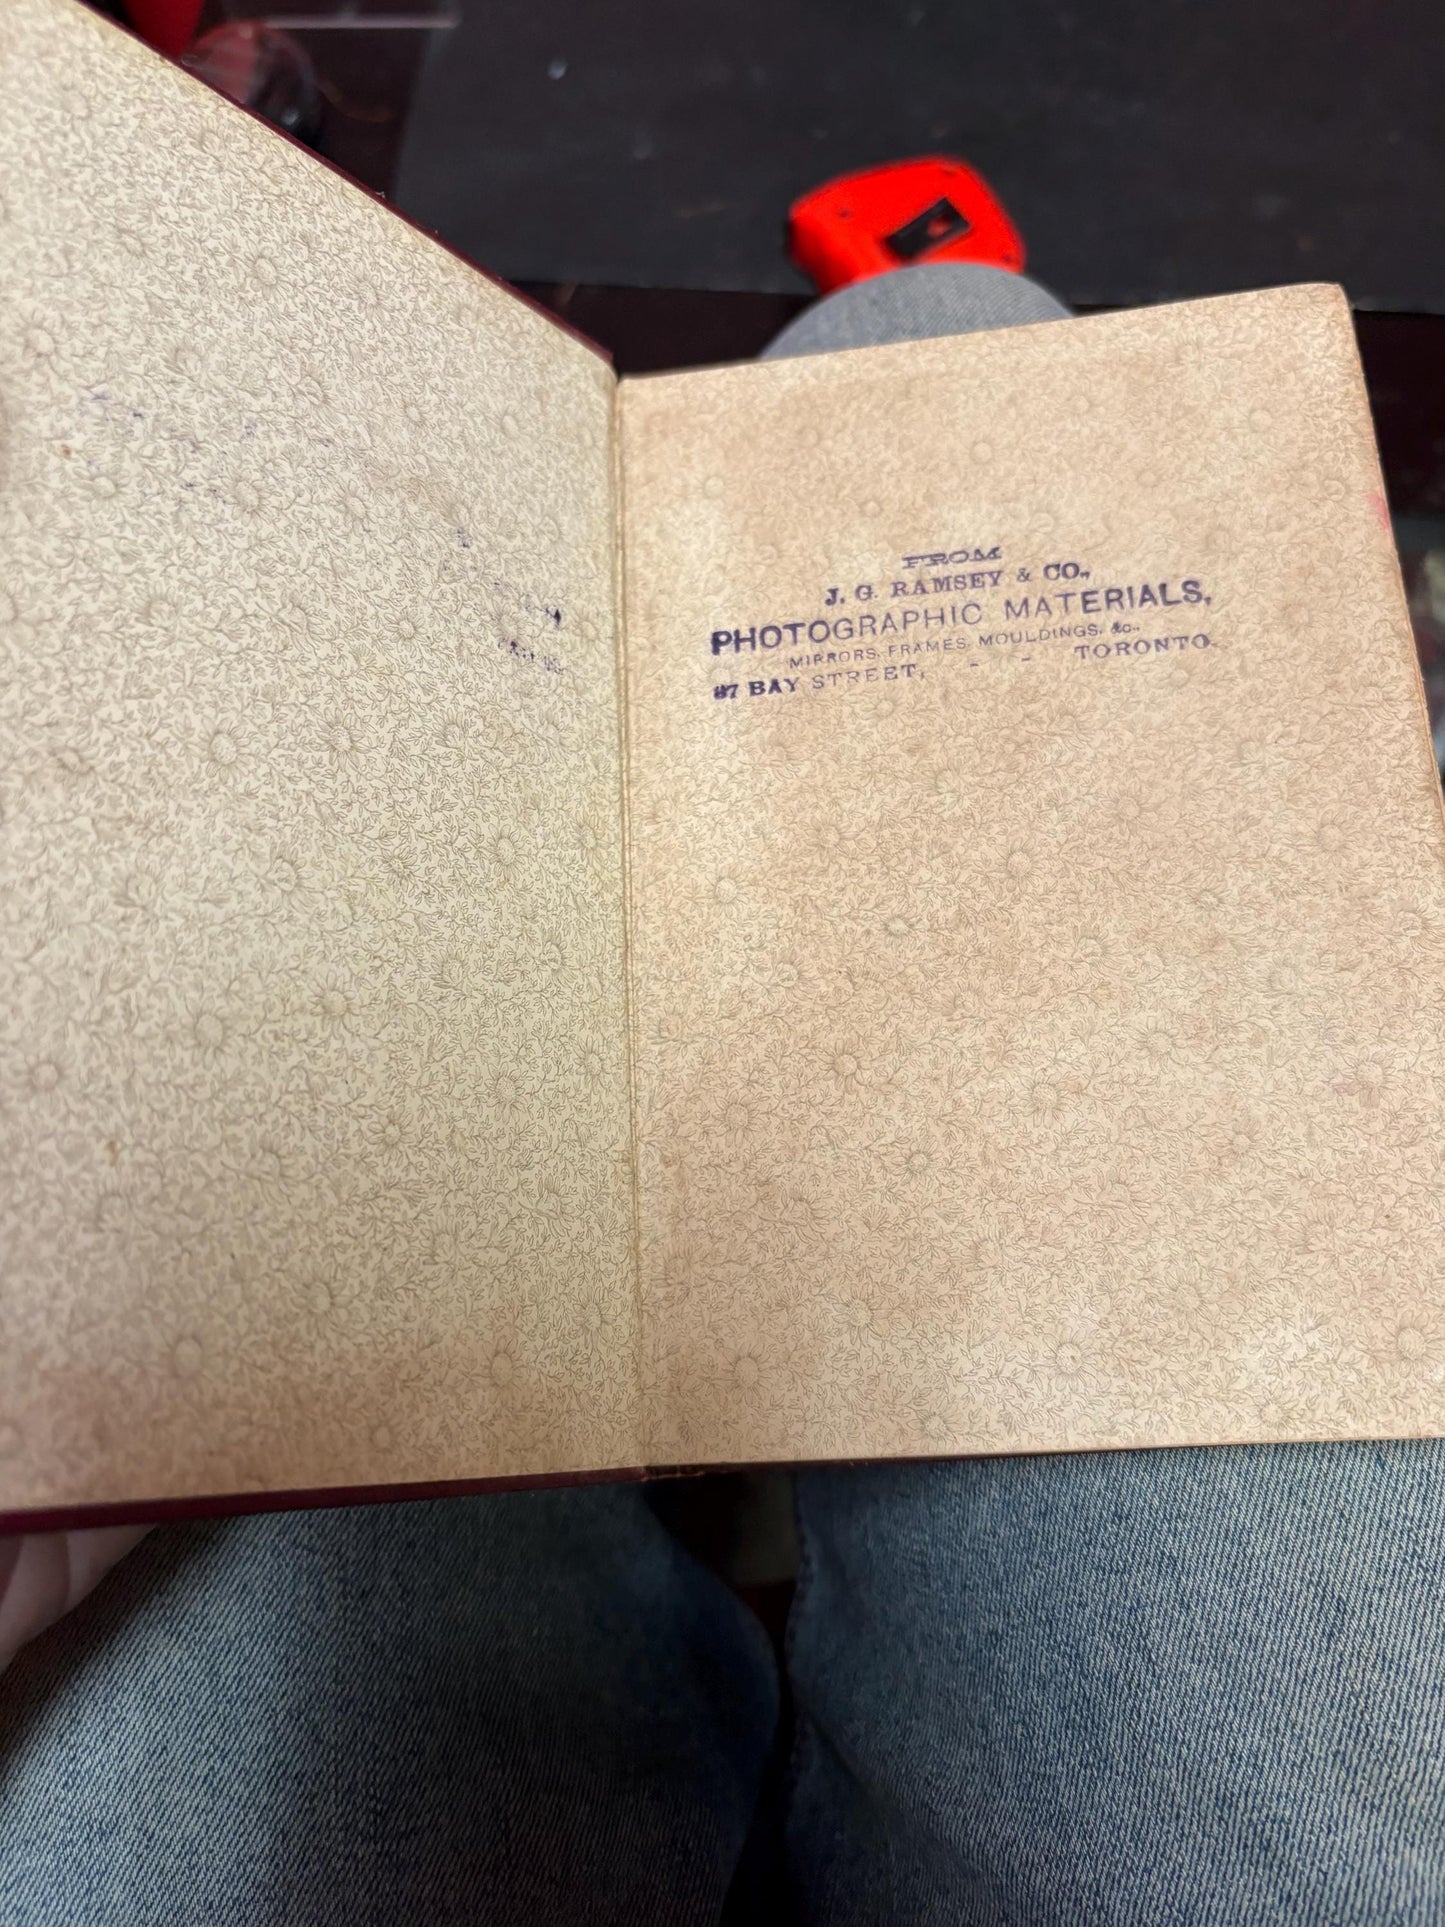 FROM
J. G. RAMSEY & CO.,
PHOTOGRAPHIC MATERIALS,
MIRRORS, FRAMES, MOULDINGS, &c.,
87 BAY STREET, - - TORONTO.